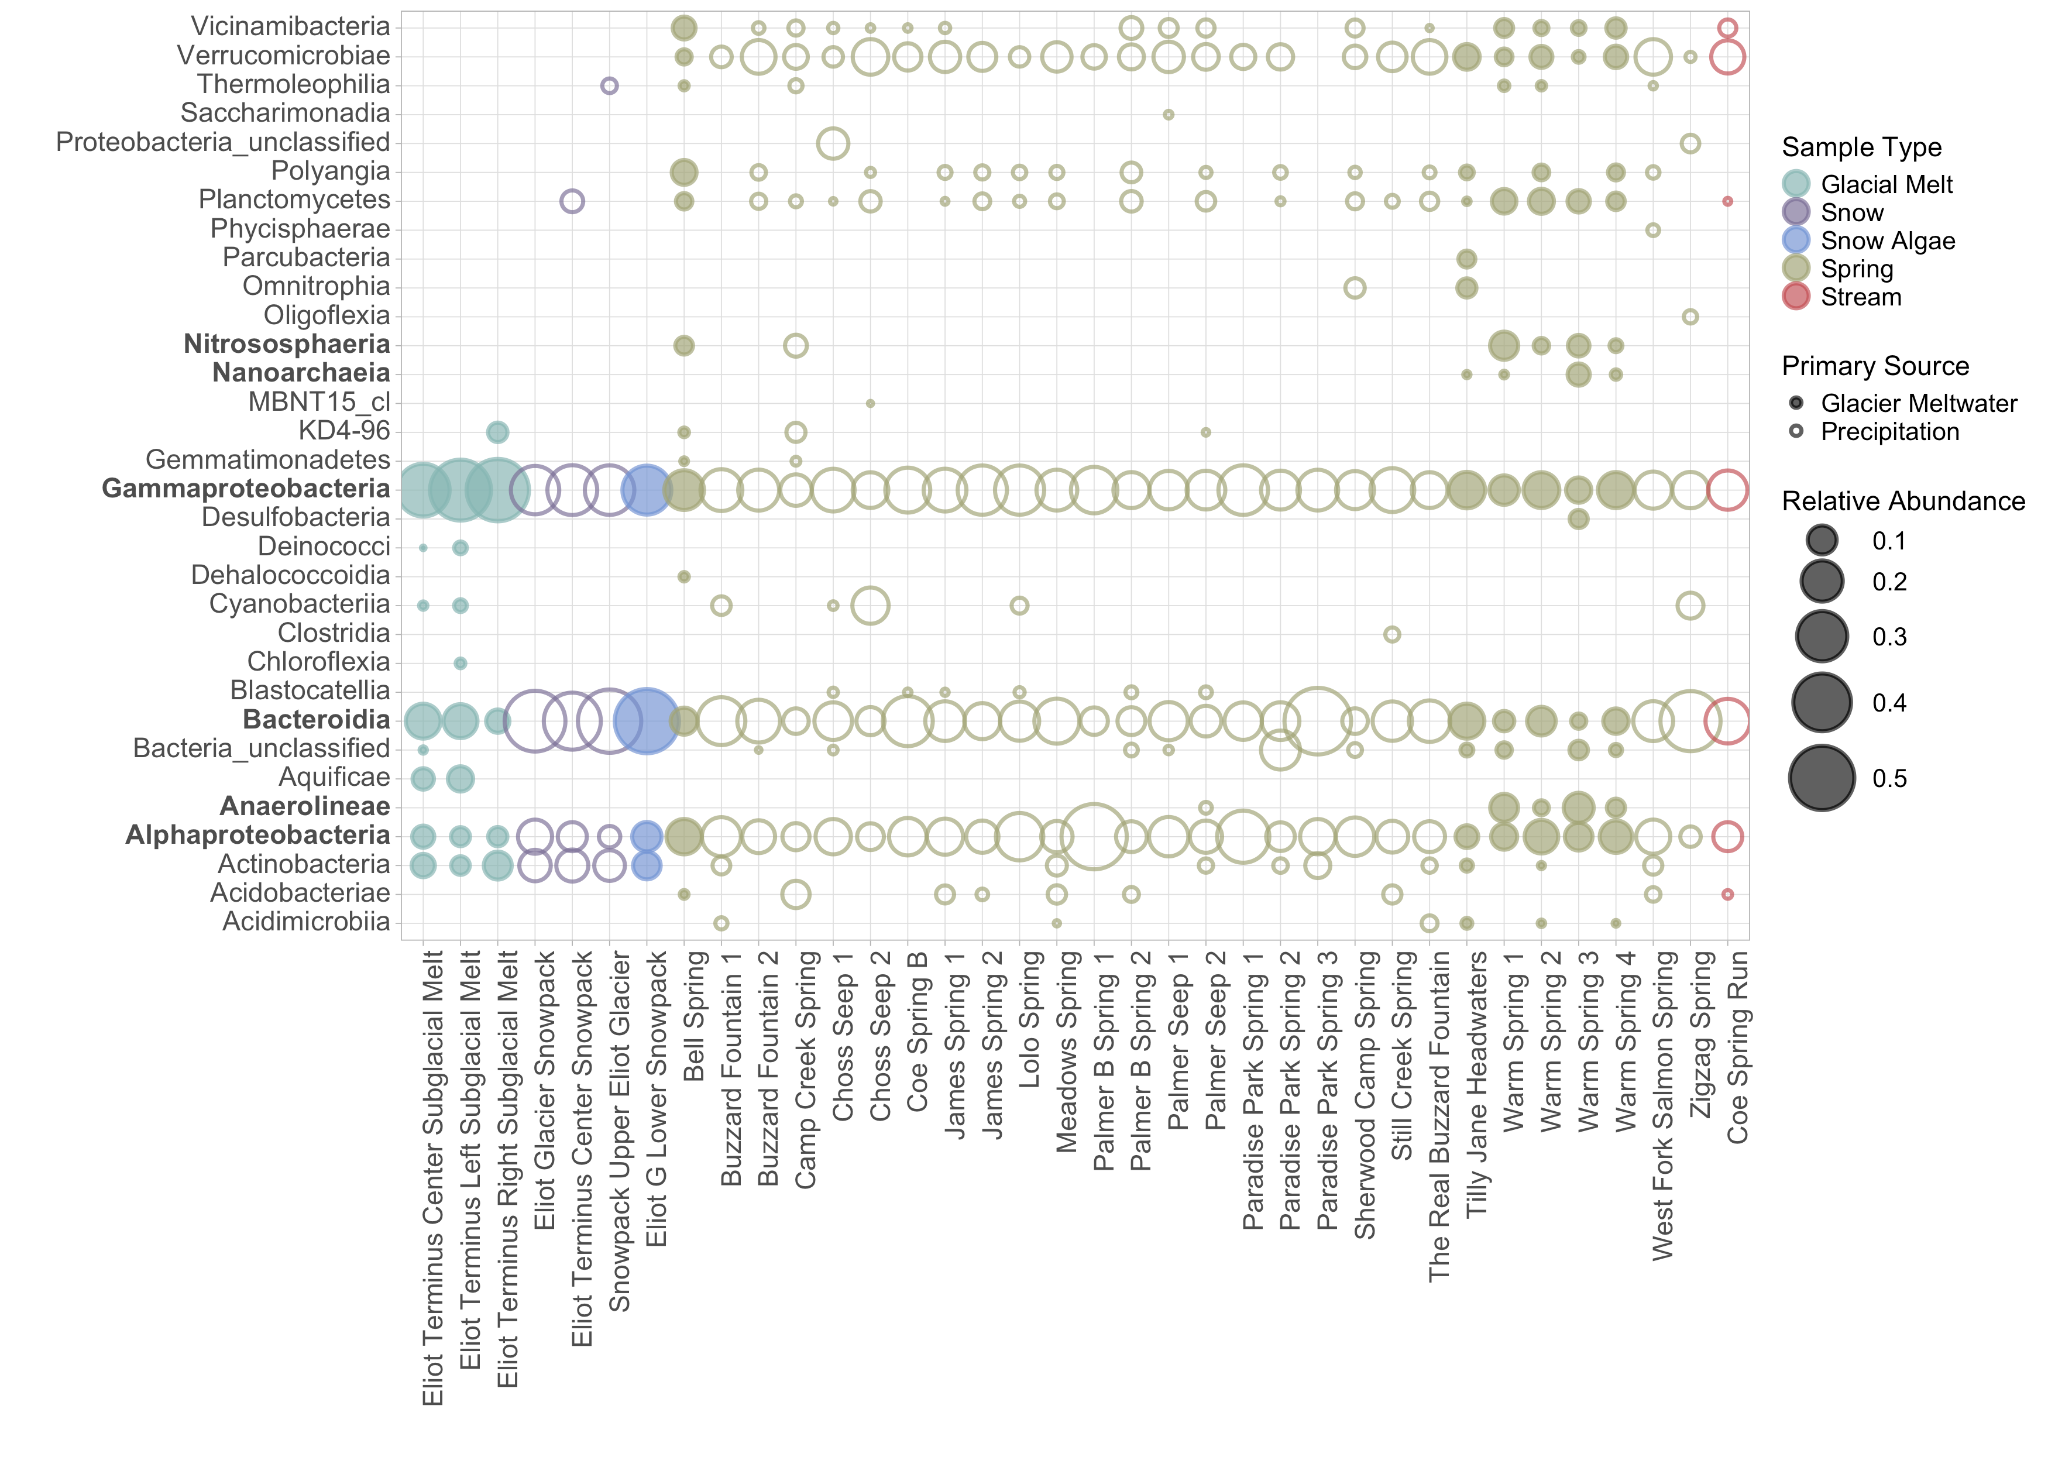 Vicinamibacteria
Verrucomicrobiae
Thermoleophilia
Saccharimonadia
Proteobacteria_unclassified
Polyangia
Planctomycetes
Phycisphaerae
Parcubacteria
Omnitrophia
Oligoflexia
Nitrososphaeria
Nanoarchaeia
MBNT15_cl
KD4-96
Gemmatimonadetes
Gammaproteobacteria
Desulfobacteria
Deinococci
Dehalococcoidia
Cyanobacteriia
Clostridia
Chloroflexia
Blastocatellia
Bacteroidia
Bacteria_unclassified
Aquificae
Anaerolineae
Alphaproteobacteria
Actinobacteria
Acidobacteriae
Acidimicrobiia
Eliot Terminus Center Subglacial Melt
Eliot Terminus Left Subglacial Melt
Eliot Terminus Right Subglacial Melt
Eliot Glacier Snowpack
Eliot Terminus Center Snowpack
Snowpack Upper Eliot Glacier
Eliot G Lower Snowpack
Bell Spring
Buzzard Fountain 1
Buzzard Fountain 2
Camp Creek Spring
Choss Seep 1
Choss Seep 2
Coe Spring B
James Spring 1
James Spring 2
Lolo Spring
Meadows Spring
Palmer B Spring 1
Palmer B Spring 2
Palmer Seep 1
Palmer Seep 2
Paradise Park Spring 1
Paradise Park Spring 2
Paradise Park Spring 3
Sherwood Camp Spring
Still Creek Spring
The Real Buzzard Fountain
Tilly Jane Headwaters
Warm Spring 1
Warm Spring 2
Warm Spring 3
Warm Spring 4
West Fork Salmon Spring
Zigzag Spring
Coe Spring Run
Sample Type
Glacial Melt
Snow
Snow Algae
Spring
Stream
Primary Source
Glacier Meltwater
Precipitation
Relative Abundance
0.1
0.2
0.3
0.4
0.5